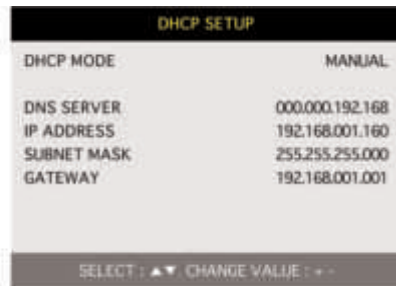 DHCP SETUP
DHCP MODE MANUAL
DNS SERVER 000.000.192.168
IP ADDRESS 192.168.001.160
SUBNET MASK 255.255.255.000
GATEWAY 192.168.001.001
SELECT : ▲▼ CHANGE VALUE : + -